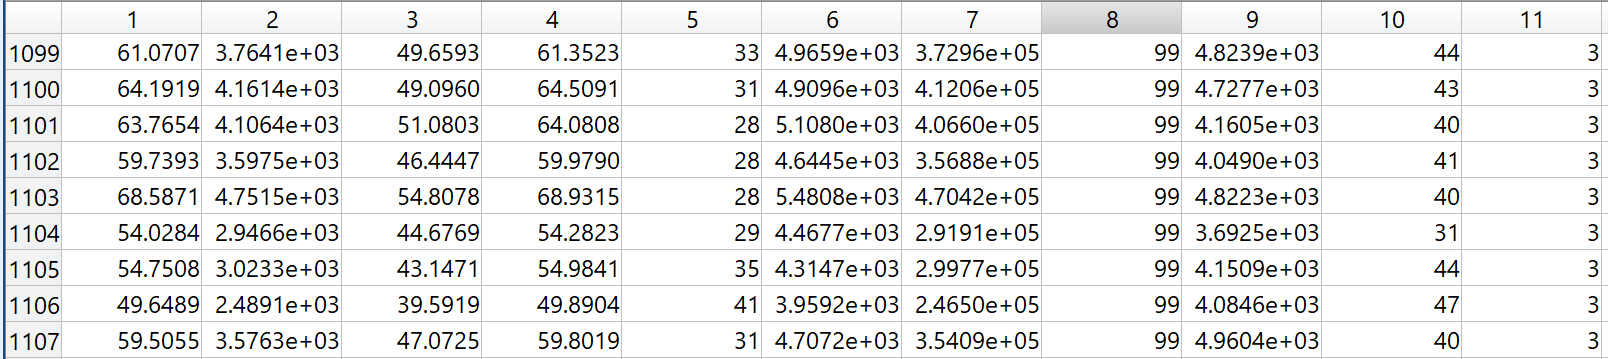 1 2 3 4 5 6 7 8 9 10 11
1099 61.0707 3.7641e+03 49.6593 61.3523 33 4.9659e+03 3.7296e+05 99 4.8239e+03 44 3
1100 64.1919 4.1614e+03 49.0960 64.5091 31 4.9096e+03 4.1206e+05 99 4.7277e+03 43 3
1101 63.7654 4.1064e+03 51.0803 64.0808 28 5.1080e+03 4.0660e+05 99 4.1605e+03 40 3
1102 59.7393 3.5975e+03 46.4447 59.9790 28 4.6445e+03 3.5688e+05 99 4.0490e+03 41 3
1103 68.5871 4.7515e+03 54.8078 68.9315 28 5.4808e+03 4.7042e+05 99 4.8223e+03 40 3
1104 54.0284 2.9466e+03 44.6769 54.2823 29 4.4677e+03 2.9191e+05 99 3.6925e+03 31 3
1105 54.7508 3.0233e+03 43.1471 54.9841 35 4.3147e+03 2.9977e+05 99 4.1509e+03 44 3
1106 49.6489 2.4891e+03 39.5919 49.8904 41 3.9592e+03 2.4650e+05 99 4.0846e+03 47 3
1107 59.5055 3.5763e+03 47.0725 59.8019 31 4.7072e+03 3.5409e+05 99 4.9604e+03 40 3